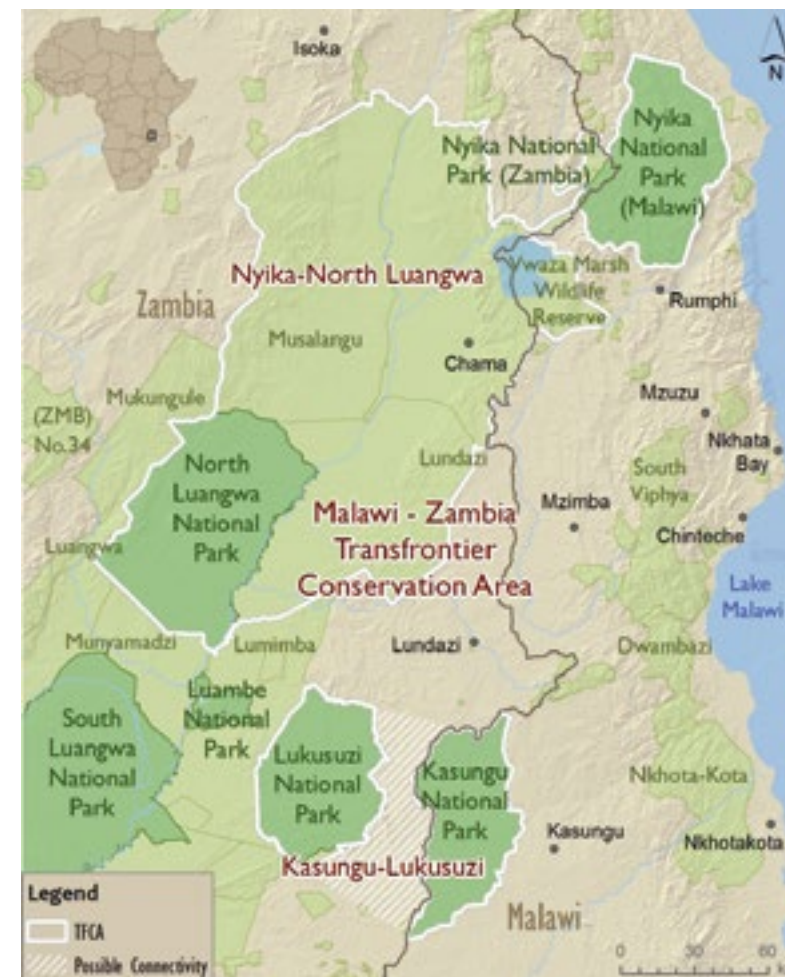 Isoka
N
Nyika National
Park (Zambia)
Nyika
National
Park
(Malawi)
Nyika-North Luangwa
Vwaza Marsh
Wildlife
Reserve
Rumphi
Zambia
Musalangu
Chama
Mukungule
(ZMB)
No.34
Mzuzu
Nkhata
Bay
North
Luangwa
National
Park
Lundazi
South
Viphya
Malawi - Zambia
Transfrontier
Conservation Area
Mzimba
Chinteche
Luangwa
Lake
Malawi
Munyamadzi
Lumimba
Lundazi
Dwambazi
Luambe
National
Park
South
Luangwa
National
Park
Lukusuzi
National
Park
Kasungu
National
Park
Nkhota-Kota
Kasungu
Nkhotakota
Kasungu-Lukusuzi
Malawi
Legend
TFCA
Possible Connectivity
0 30 60